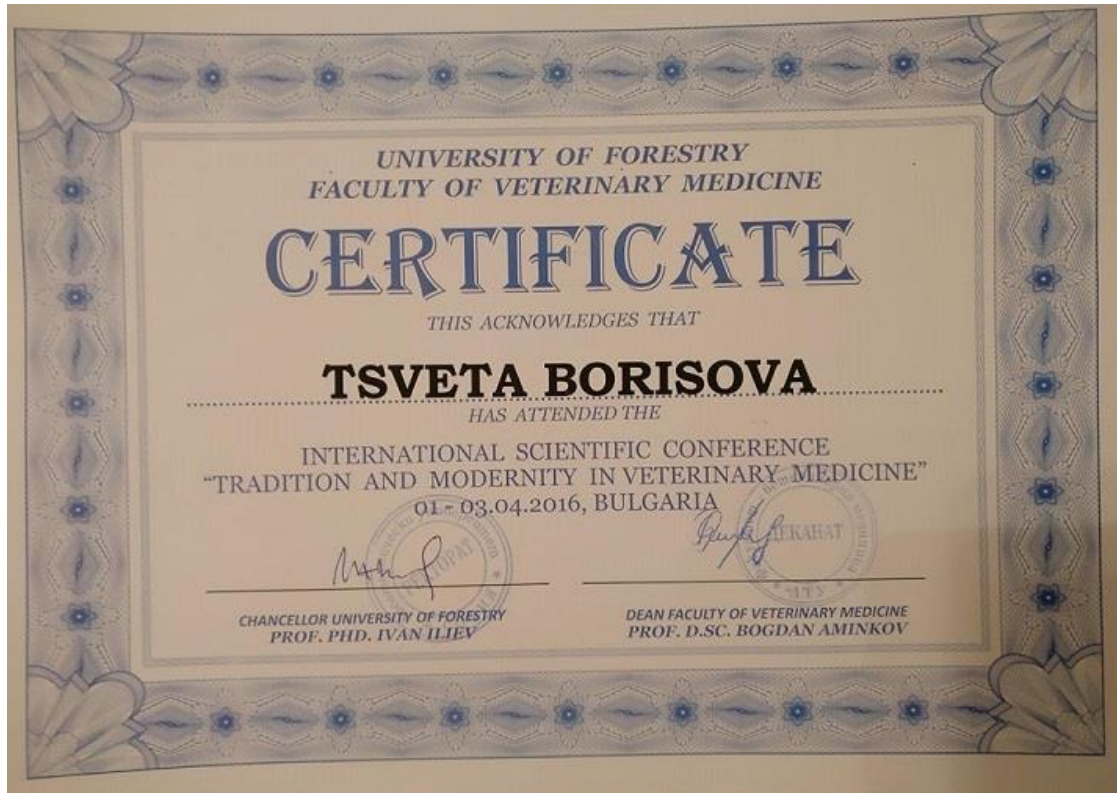 UNIVERSITY OF FORESTRY
FACULTY OF VETERINARY MEDICINE
CERTIFICATE
THIS ACKNOWLEDGES THAT
TSVETA BORISOVA
HAS ATTENDED THE
INTERNATIONAL SCIENTIFIC CONFERENCE
“TRADITION AND MODERNITY IN VETERINARY MEDICINE”
01 - 03.04.2016, BULGARIA
РЕКТОРАТ
ДЕКАНАТ
CHANCELLOR UNIVERSITY OF FORESTRY
PROF. PHD. IVAN ILIEV
DEAN FACULTY OF VETERINARY MEDICINE
PROF. D.SC. BOGDAN AMINKOV